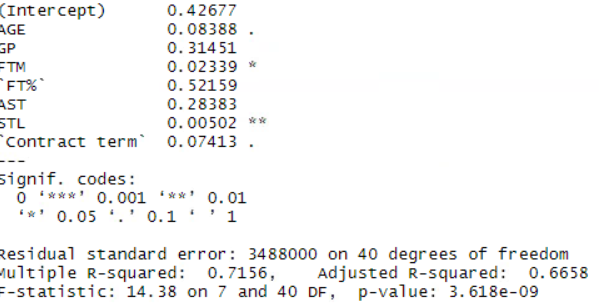 (Intercept) 0.42677
AGE 0.08388 .
GP 0.31451
FTM 0.02339 *
`FT%` 0.52159
AST 0.28383
STL 0.00502 **
`Contract term` 0.07413 .
---
Signif. codes:
0 ‘***’ 0.001 ‘**’ 0.01
‘*’ 0.05 ‘.’ 0.1 ‘ ’ 1
Residual standard error: 3488000 on 40 degrees of freedom
Multiple R-squared: 0.7156, Adjusted R-squared: 0.6658
F-statistic: 14.38 on 7 and 40 DF, p-value: 3.618e-09